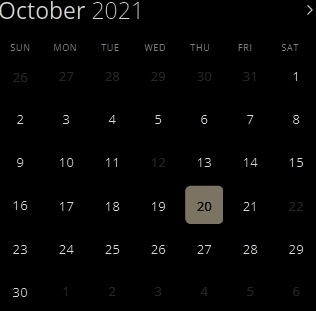 October 2021
SUN MON TUE WED THU FRI SAT
26 27 28 29 30 31 1
2 3 4 5 6 7 8
9 10 11 12 13 14 15
16 17 18 19 20 21 22
23 24 25 26 27 28 29
30 1 2 3 4 5 6